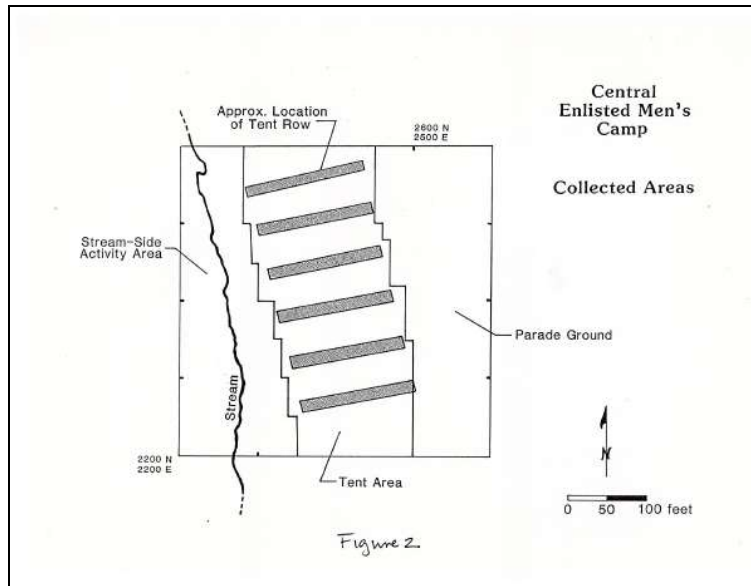 Central
Enlisted Men's
Camp
Collected Areas
Approx. Location
of Tent Row
2600 N
2500 E
Stream-Side
Activity Area
Parade Ground
Stream
2200 N
2200 E
Tent Area
N
0 50 100 feet
Figure 2